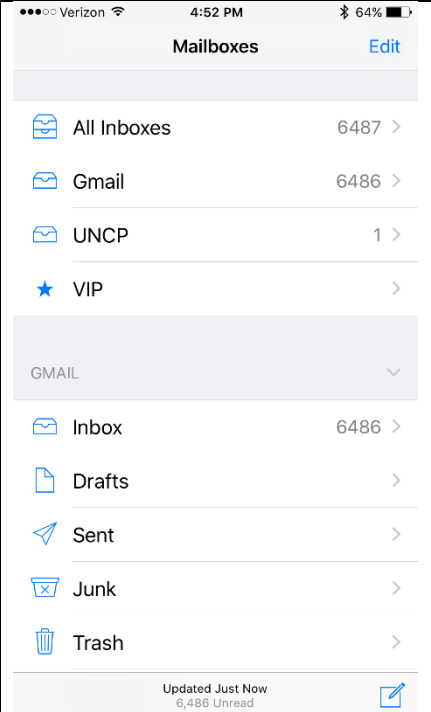 Verizon 4:52 PM 64%
Mailboxes Edit
All Inboxes 6487
Gmail 6486
UNCP 1
VIP
GMAIL
Inbox 6486
Drafts
Sent
Junk
Trash
Updated Just Now
6,486 Unread